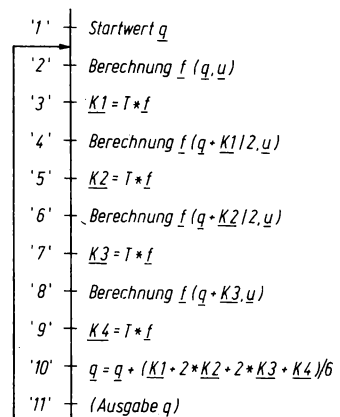 '1' Startwert q
'2' Berechnung f (q,u)
'3' K1 = T * f
'4' Berechnung f (q + K1/2, u)
'5' K2 = T * f
'6' Berechnung f (q + K2/2, u)
'7' K3 = T * f
'8' Berechnung f (q + K3, u)
'9' K4 = T * f
'10' q = q + (K1 + 2 * K2 + 2 * K3 + K4)/6
'11' (Ausgabe q)